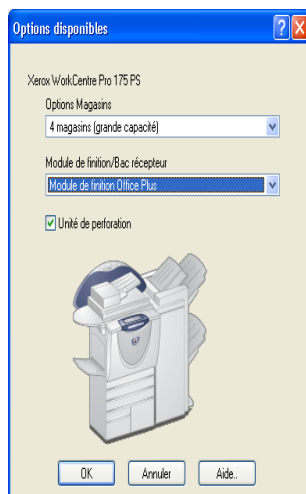 Options disponibles
Xerox WorkCentre Pro 175 PS
Options Magasins
4 magasins (grande capacité)
Module de finition/Bac récepteur
Module de finition Office Plus
Unité de perforation
OK
Annuler
Aide..